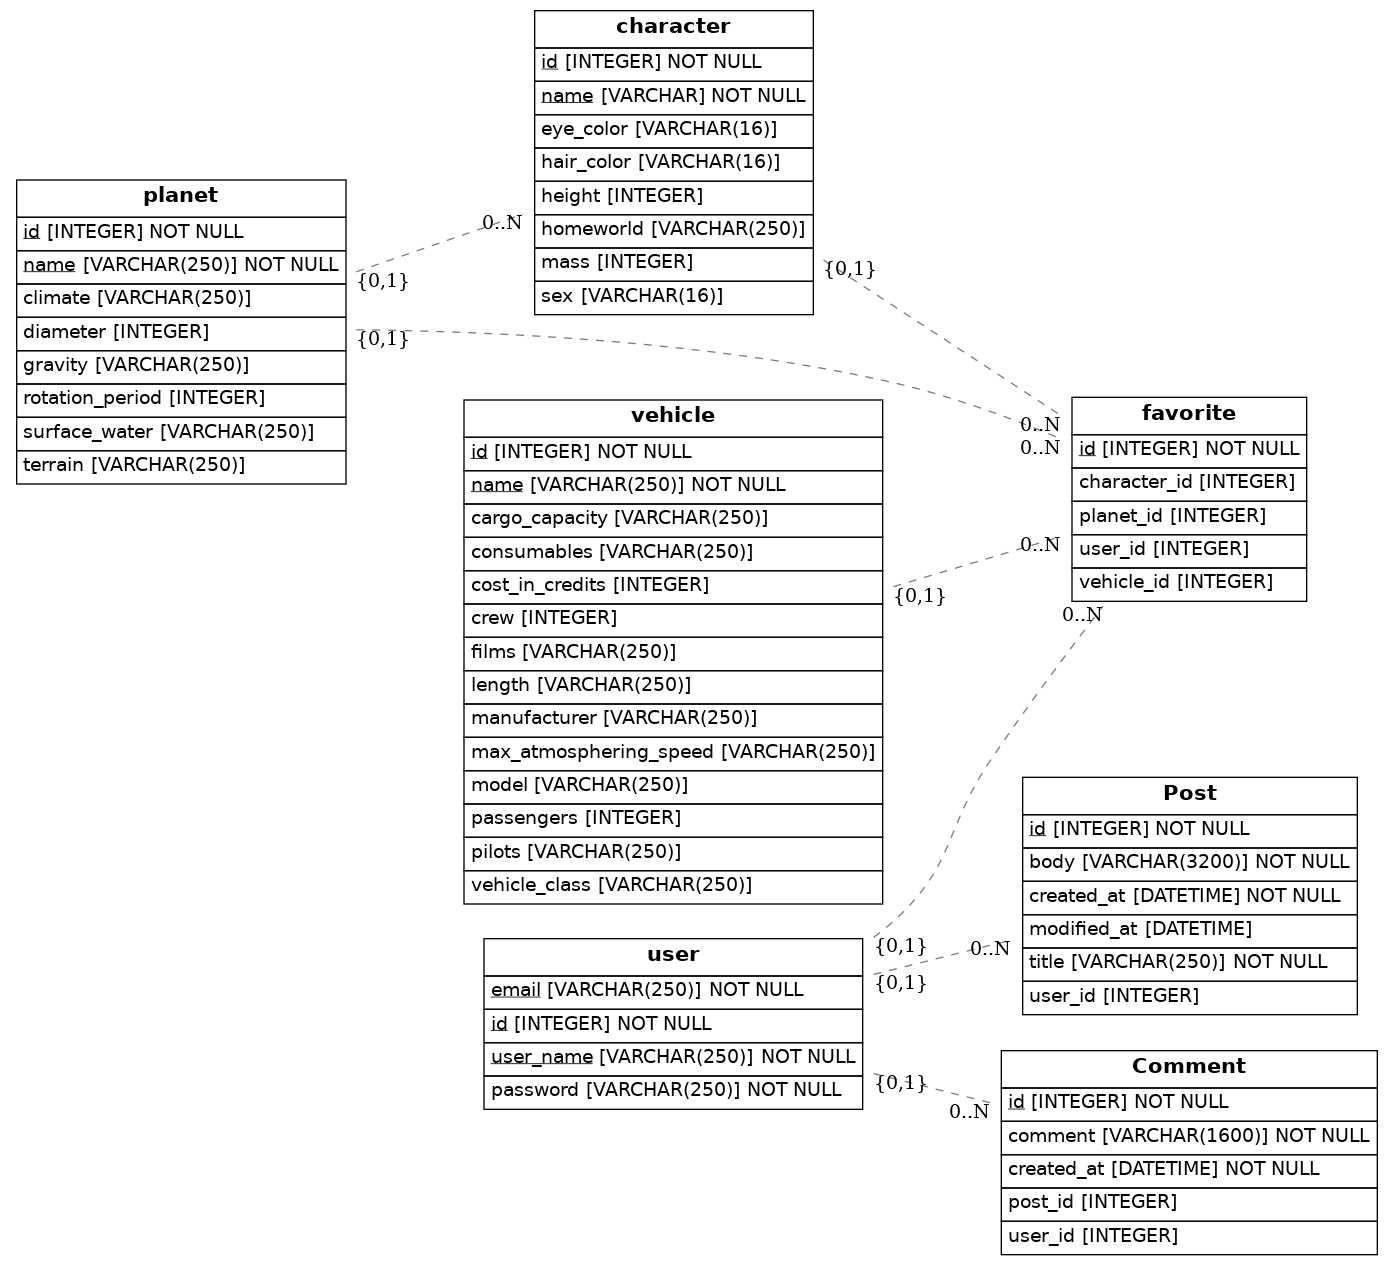 character
id [INTEGER] NOT NULL
name [VARCHAR] NOT NULL
eye_color [VARCHAR(16)]
hair_color [VARCHAR(16)]
height [INTEGER]
homeworld [VARCHAR(250)]
mass [INTEGER]
sex [VARCHAR(16)]
planet
id [INTEGER] NOT NULL
name [VARCHAR(250)] NOT NULL
climate [VARCHAR(250)]
diameter [INTEGER]
gravity [VARCHAR(250)]
rotation_period [INTEGER]
surface_water [VARCHAR(250)]
terrain [VARCHAR(250)]
0..N
{0,1}
{0,1}
{0,1}
0..N
0..N
vehicle
id [INTEGER] NOT NULL
name [VARCHAR(250)] NOT NULL
cargo_capacity [VARCHAR(250)]
consumables [VARCHAR(250)]
cost_in_credits [INTEGER]
crew [INTEGER]
films [VARCHAR(250)]
length [VARCHAR(250)]
manufacturer [VARCHAR(250)]
max_atmosphering_speed [VARCHAR(250)]
model [VARCHAR(250)]
passengers [INTEGER]
pilots [VARCHAR(250)]
vehicle_class [VARCHAR(250)]
favorite
id [INTEGER] NOT NULL
character_id [INTEGER]
planet_id [INTEGER]
user_id [INTEGER]
vehicle_id [INTEGER]
0..N
{0,1}
0..N
Post
id [INTEGER] NOT NULL
body [VARCHAR(3200)] NOT NULL
created_at [DATETIME] NOT NULL
modified_at [DATETIME]
title [VARCHAR(250)] NOT NULL
user_id [INTEGER]
user
email [VARCHAR(250)] NOT NULL
id [INTEGER] NOT NULL
user_name [VARCHAR(250)] NOT NULL
password [VARCHAR(250)] NOT NULL
{0,1}
0..N
{0,1}
{0,1}
0..N
Comment
id [INTEGER] NOT NULL
comment [VARCHAR(1600)] NOT NULL
created_at [DATETIME] NOT NULL
post_id [INTEGER]
user_id [INTEGER]